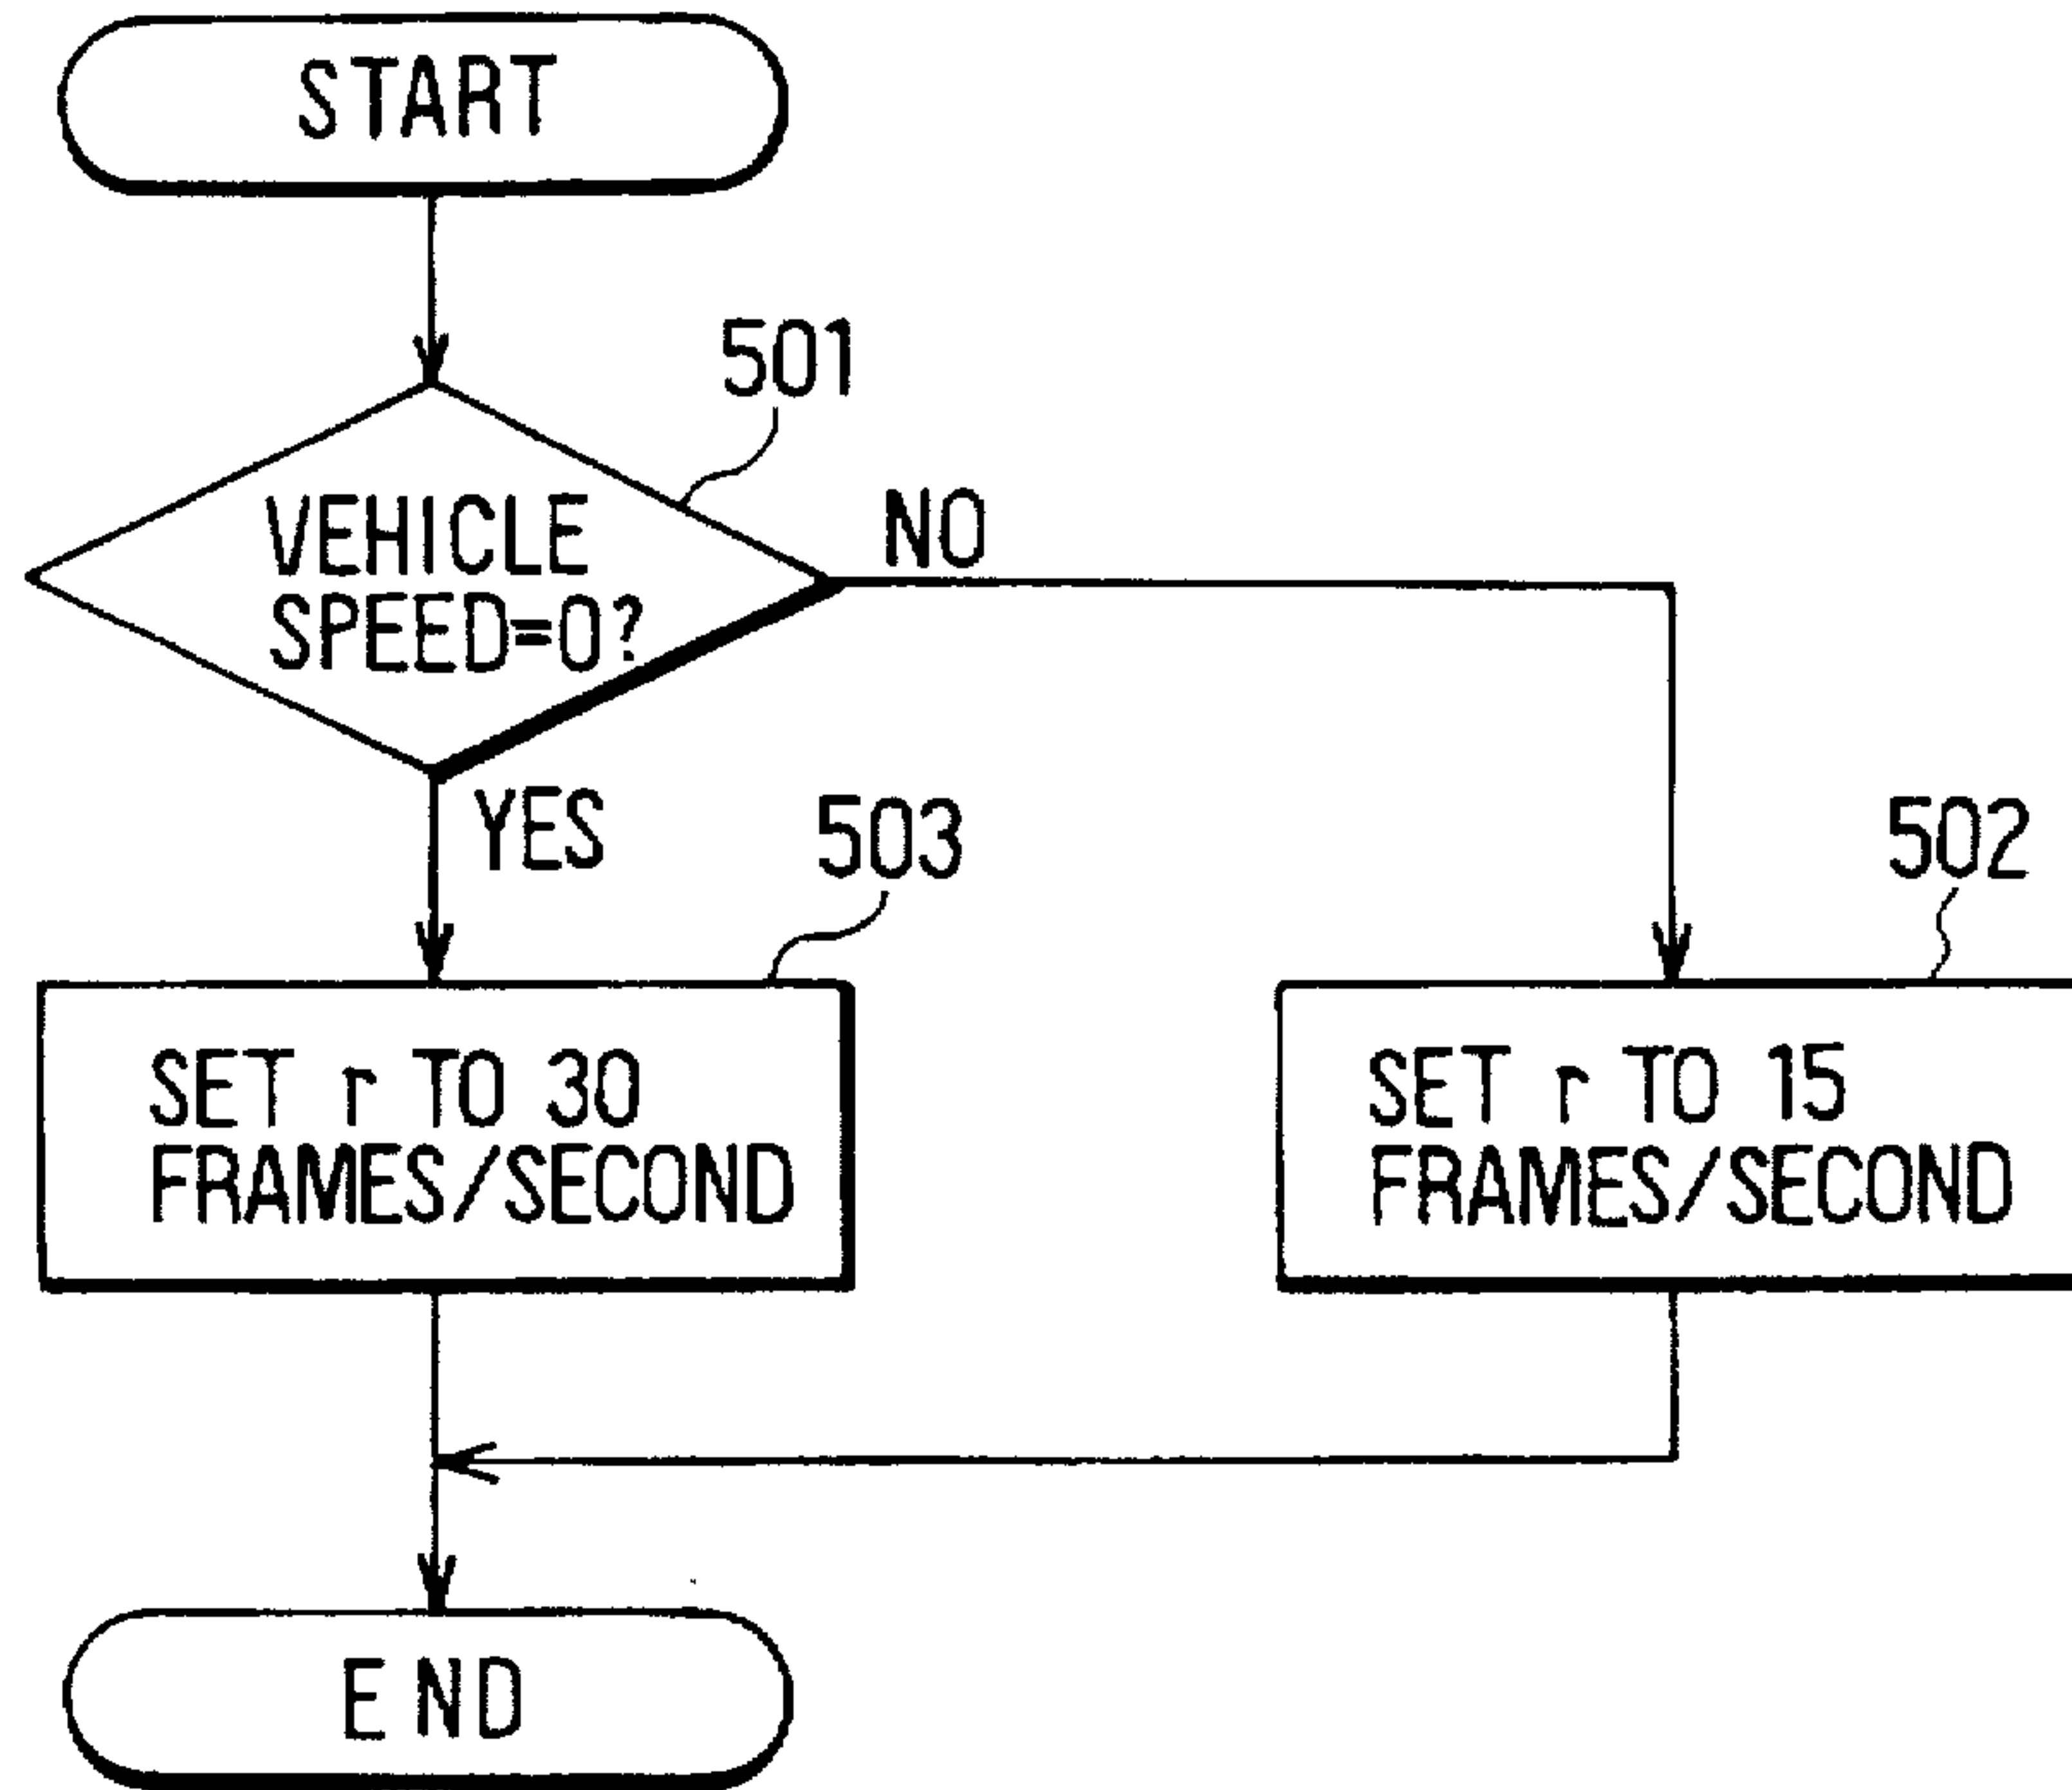 START
501
VEHICLE
SPEED=0?
NO
YES
503
502
SET r TO 30
FRAMES/SECOND
SET r TO 15
FRAMES/SECOND
END